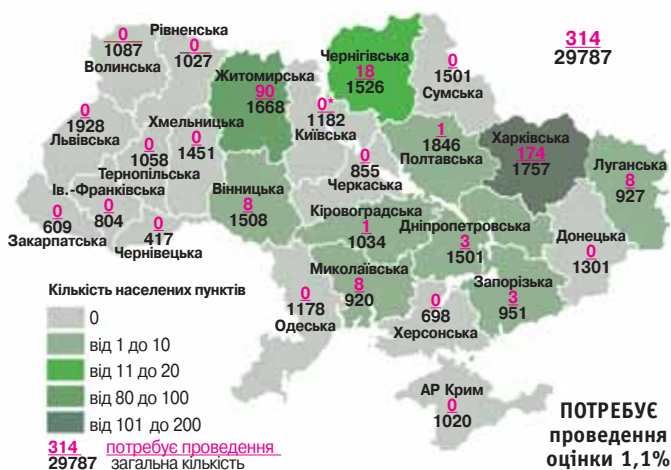 0
1087
Волинська
Рівненська
0
1027
Житомирська
90
1668
Чернігівська
18
1526
0
1501
Сумська
314
29787
0
1928
Львівська
0
1058
Тернопільська
Хмельницька
0
1451
0*
1182
Київська
0
855
Черкаська
1
1846
Полтавська
Харківська
174
1757
Луганська
8
927
0
609
Закарпатська
Ів.-Франківська
0
804
0
417
Чернівецька
Вінницька
8
1508
Кіровоградська
1
1034
Дніпропетровська
3
1501
Донецька
0
1301
Миколаївська
8
920
0
1178
Одеська
0
698
Херсонська
Запорізька
3
951
АР Крим
0
1020
Кількість населених пунктів
0
від 1 до 10
від 11 до 20
від 80 до 100
від 101 до 200
314 потребує проведення
29787 загальна кількість
ПОТРЕБУЄ
проведення
оцінки 1,1%